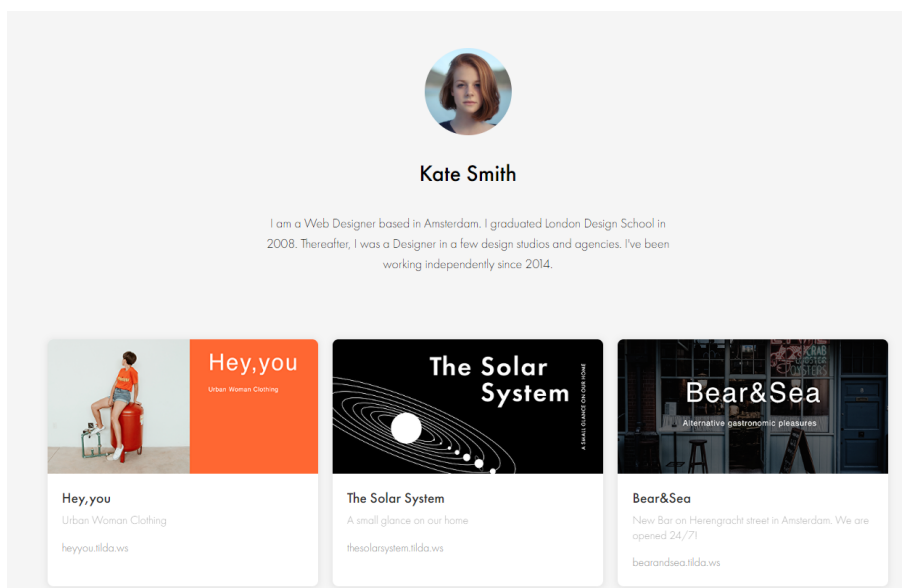 Kate Smith
I am a Web Designer based in Amsterdam. I graduated London Design School in
2008. Thereafter, I was a Designer in a few design studios and agencies. I've been
working independently since 2014.
Hey,you
Urban Woman Clothing
Hey,you
Urban Woman Clothing
heyyou.tilda.ws
The Solar
System
A SMALL GLANCE ON OUR HOME
The Solar System
A small glance on our home
thesolarsystem.tilda.ws
CRAB
LOBSTER
OYSTERS
Bear&Sea
Alternative gastronomic pleasures
Bear&Sea
New Bar on Herengracht street in Amsterdam. We are
opened 24/7!
bearandsea.tilda.ws